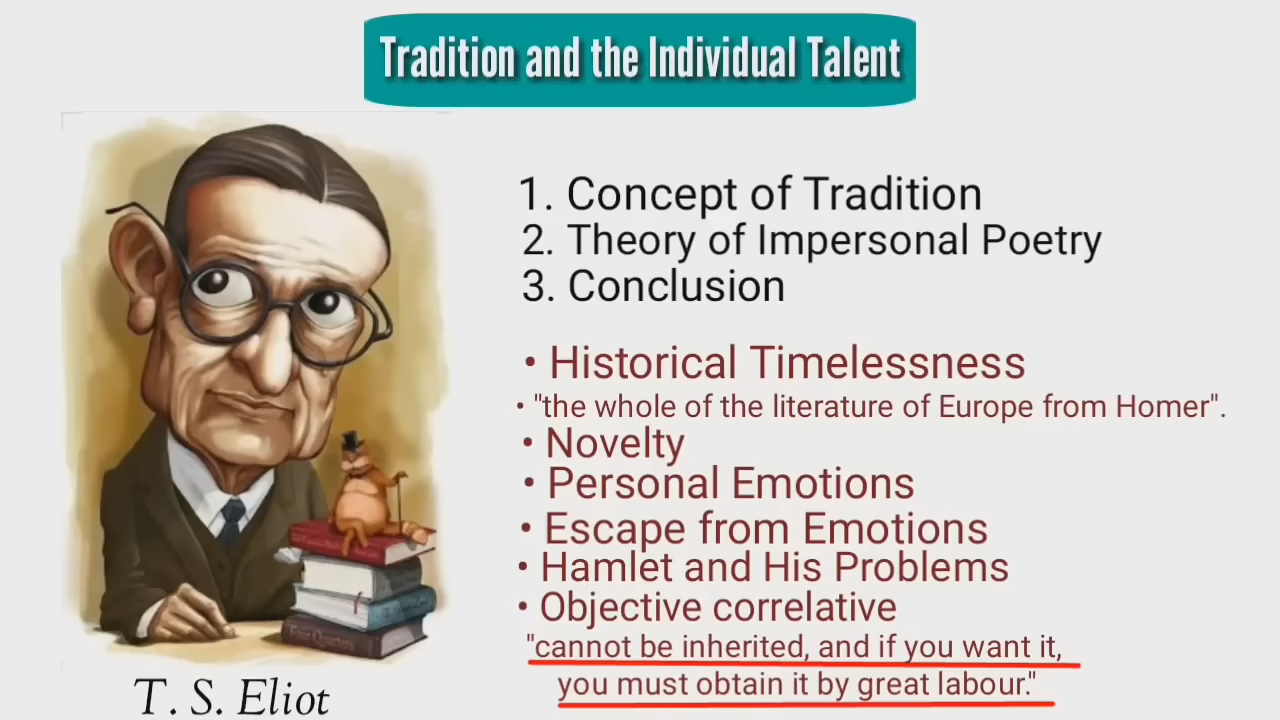 Tradition and the Individual Talent
1. Concept of Tradition
2. Theory of Impersonal Poetry
3. Conclusion
• Historical Timelessness
• "the whole of the literature of Europe from Homer".
• Novelty
• Personal Emotions
• Escape from Emotions
• Hamlet and His Problems
• Objective correlative
"cannot be inherited, and if you want it,
you must obtain it by great labour."
Four Quartets
T. S. Eliot